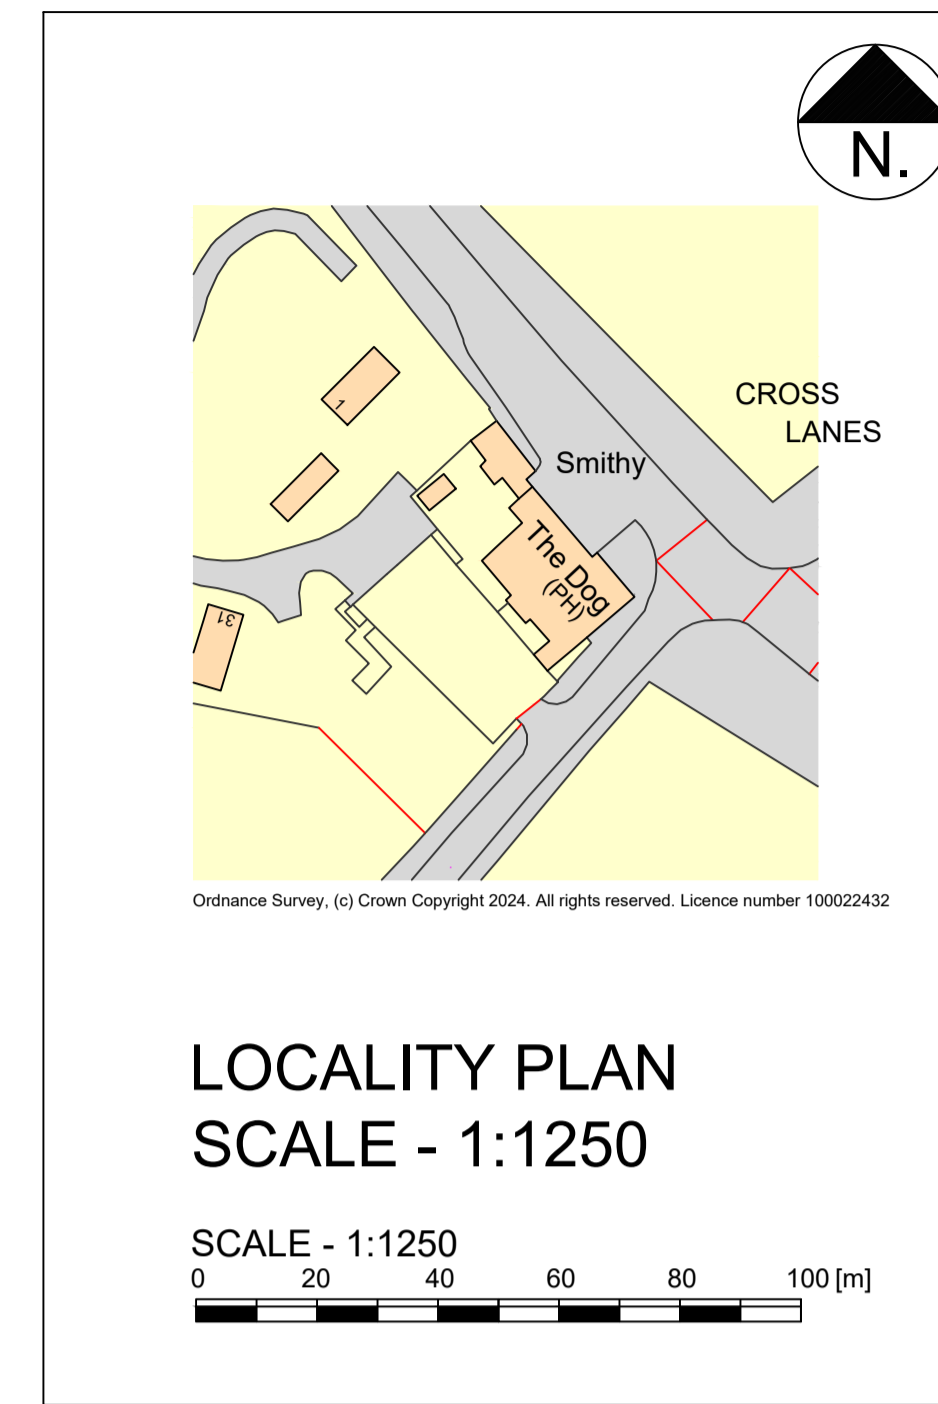 N.
CROSS
LANES
Smithy
1
The Dog
(PH)
31
Ordnance Survey, (c) Crown Copyright 2024. All rights reserved. Licence number 100022432
LOCALITY PLAN
SCALE - 1:1250
SCALE - 1:1250
0 20 40 60 80 100 [m]